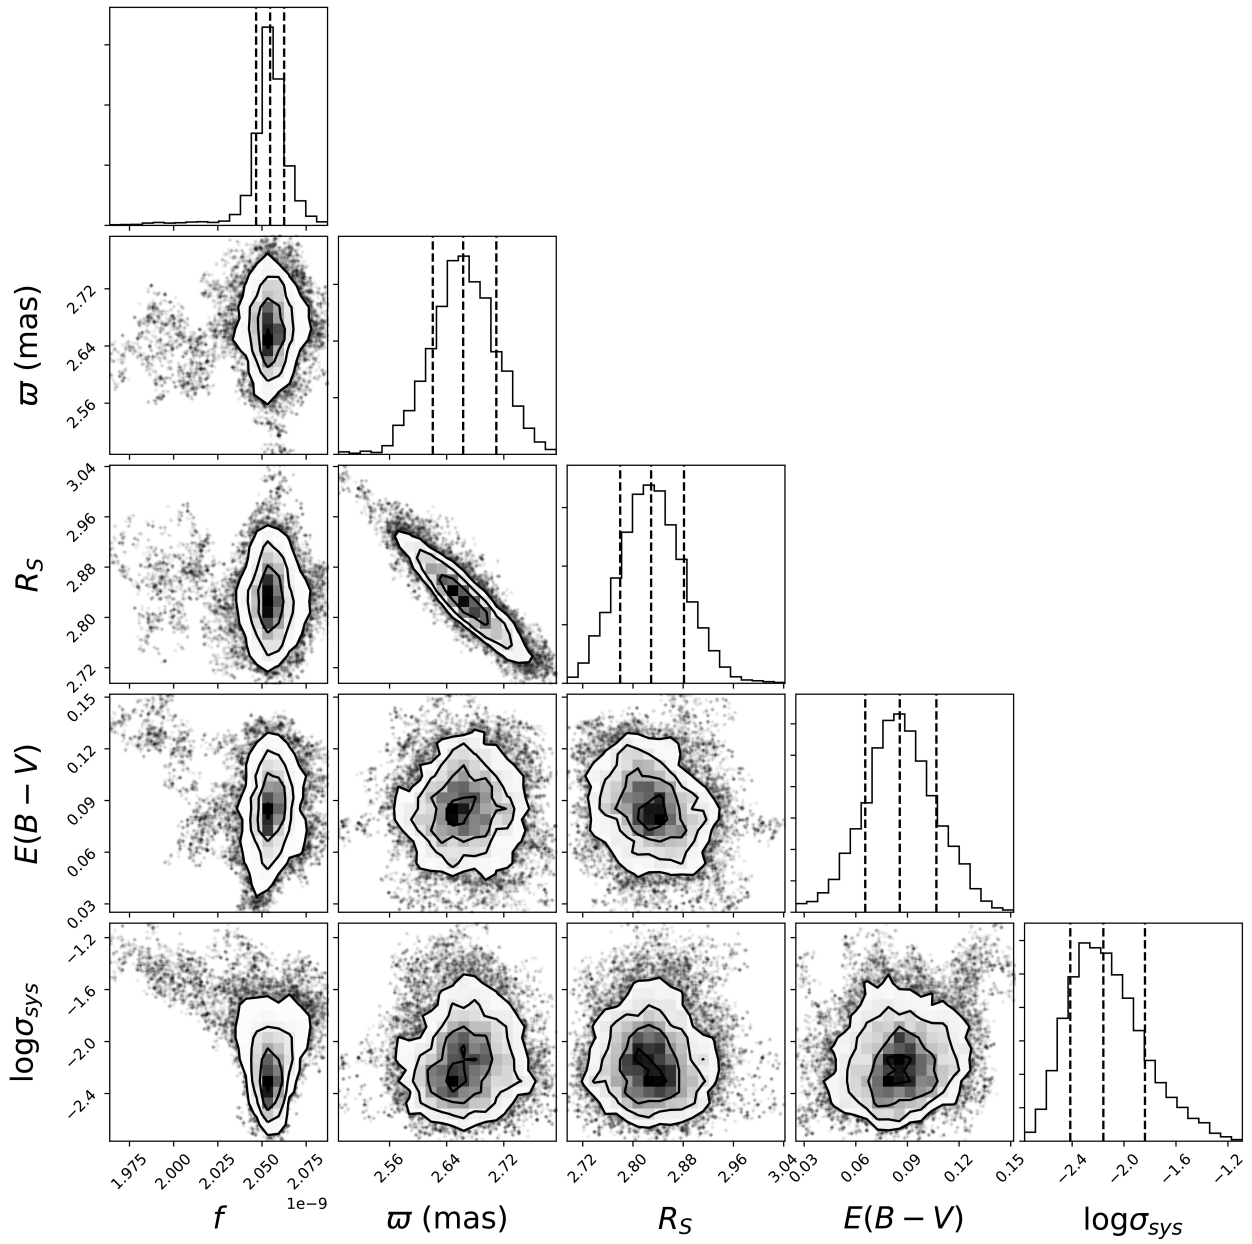 ϖ (mas)
2.72
2.64
2.56
R_S
3.04
2.96
2.88
2.80
2.72
E(B − V)
0.15
0.12
0.09
0.06
0.03
logσ_sys
−1.2
−1.6
−2.0
−2.4
1.975 2.000 2.025 2.050 2.075
1e−9
f
2.56 2.64 2.72
ϖ (mas)
2.72 2.80 2.88 2.96 3.04
R_S
0.03 0.06 0.09 0.12 0.15
E(B − V)
−2.4 −2.0 −1.6 −1.2
logσ_sys